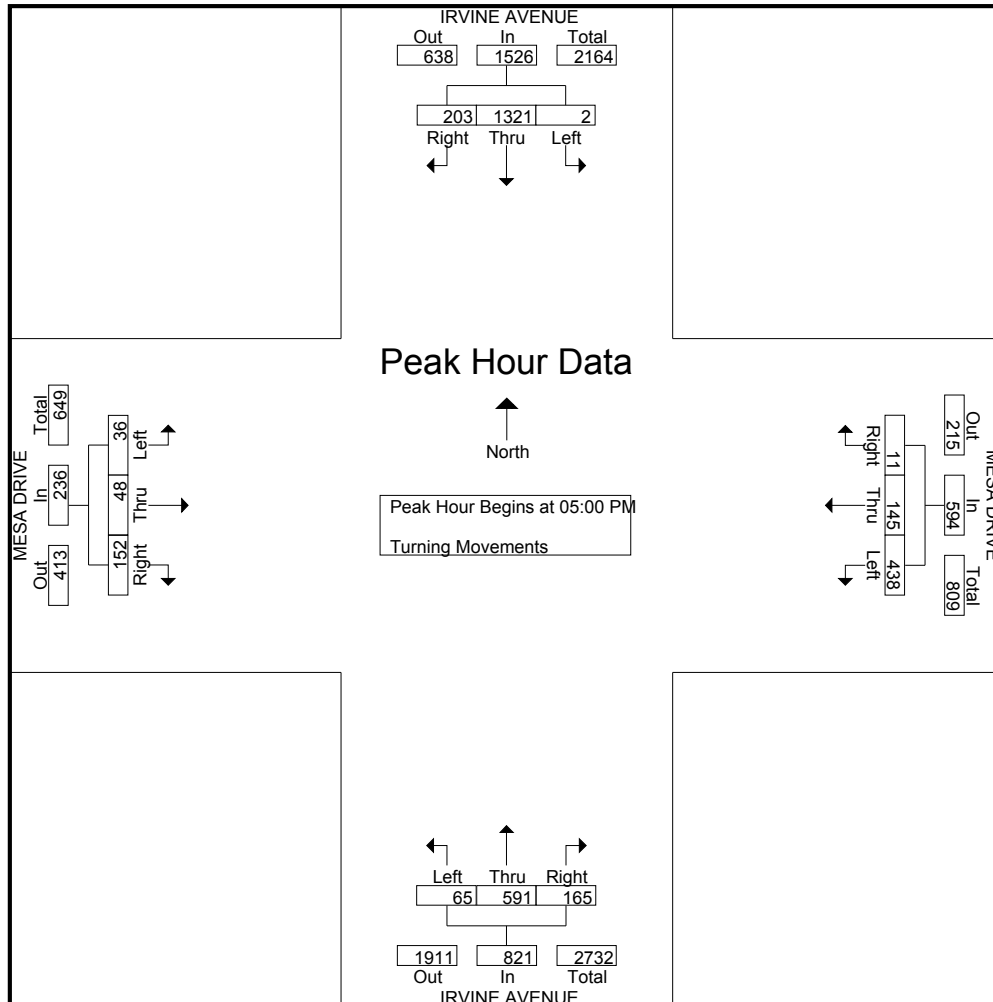 IRVINE AVENUE
Out In Total
638 1526 2164
203 1321 2
Right Thru Left
Peak Hour Data
North
Peak Hour Begins at 05:00 PM
Turning Movements
MESA DRIVE
Out In Total
413 236 649
Right Thru Left
152 48 36
MESA DRIVE
Out In Total
215 594 809
11 145 438
Right Thru Left
Left Thru Right
65 591 165
1911 821 2732
Out In Total
IRVINE AVENUE